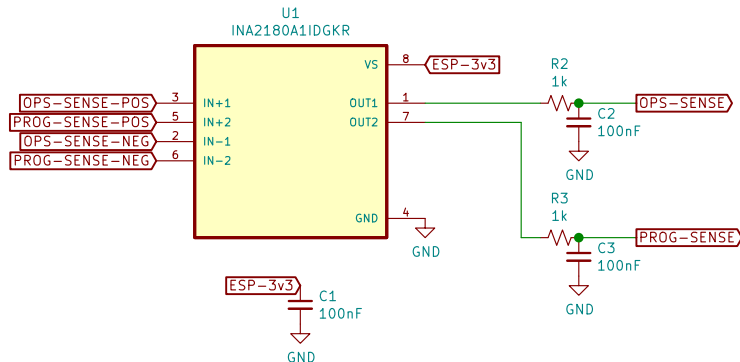 U1
INA2180A1IDGKR
VS
8
ESP-3v3
OPS-SENSE-POS
3
IN+1
PROG-SENSE-POS
5
IN+2
OPS-SENSE-NEG
2
IN-1
PROG-SENSE-NEG
6
IN-2
OUT1
1
OUT2
7
GND
4
GND
R2
1k
OPS-SENSE
C2
100nF
GND
R3
1k
PROG-SENSE
C3
100nF
GND
ESP-3v3
C1
100nF
GND